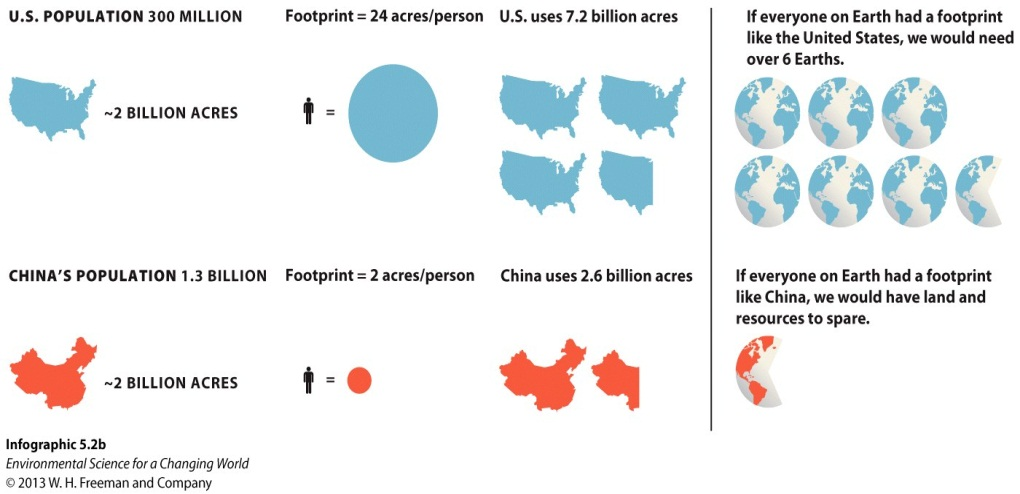 U.S. POPULATION 300 MILLION
Footprint = 24 acres/person
U.S. uses 7.2 billion acres
If everyone on Earth had a footprint
like the United States, we would need
over 6 Earths.
~2 BILLION ACRES
=
CHINA'S POPULATION 1.3 BILLION
Footprint = 2 acres/person
China uses 2.6 billion acres
If everyone on Earth had a footprint
like China, we would have land and
resources to spare.
~2 BILLION ACRES
=
Infographic 5.2b
Environmental Science for a Changing World
© 2013 W. H. Freeman and Company